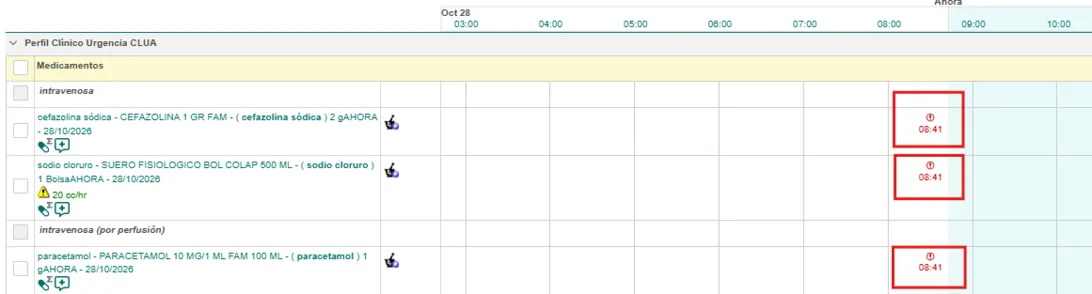 Ahora
Oct 28
03:00 04:00 05:00 06:00 07:00 08:00 09:00 10:00
Perfil Clínico Urgencia CLUA
Medicamentos
intravenosa
cefazolina sódica - CEFAZOLINA 1 GR FAM - ( cefazolina sódica ) 2 gAHORA
- 28/10/2026
08:41
sodio cloruro - SUERO FISIOLOGICO BOL COLAP 500 ML - ( sodio cloruro )
1 BolsaAHORA - 28/10/2026
20 cc/hr
08:41
intravenosa (por perfusión)
paracetamol - PARACETAMOL 10 MG/1 ML FAM 100 ML - ( paracetamol ) 1
gAHORA - 28/10/2026
08:41